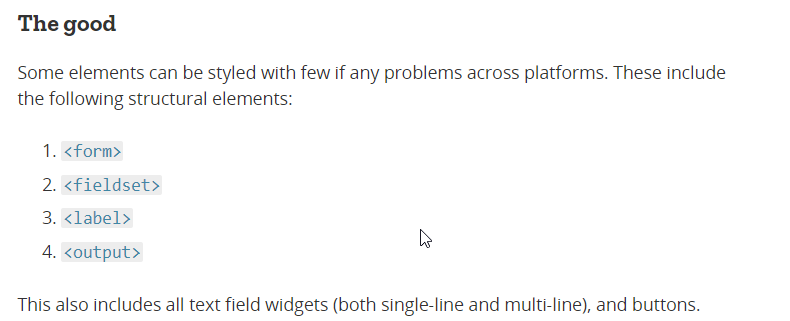 The good
Some elements can be styled with few if any problems across platforms. These include
the following structural elements:
1. <form>
2. <fieldset>
3. <label>
4. <output>
This also includes all text field widgets (both single-line and multi-line), and buttons.